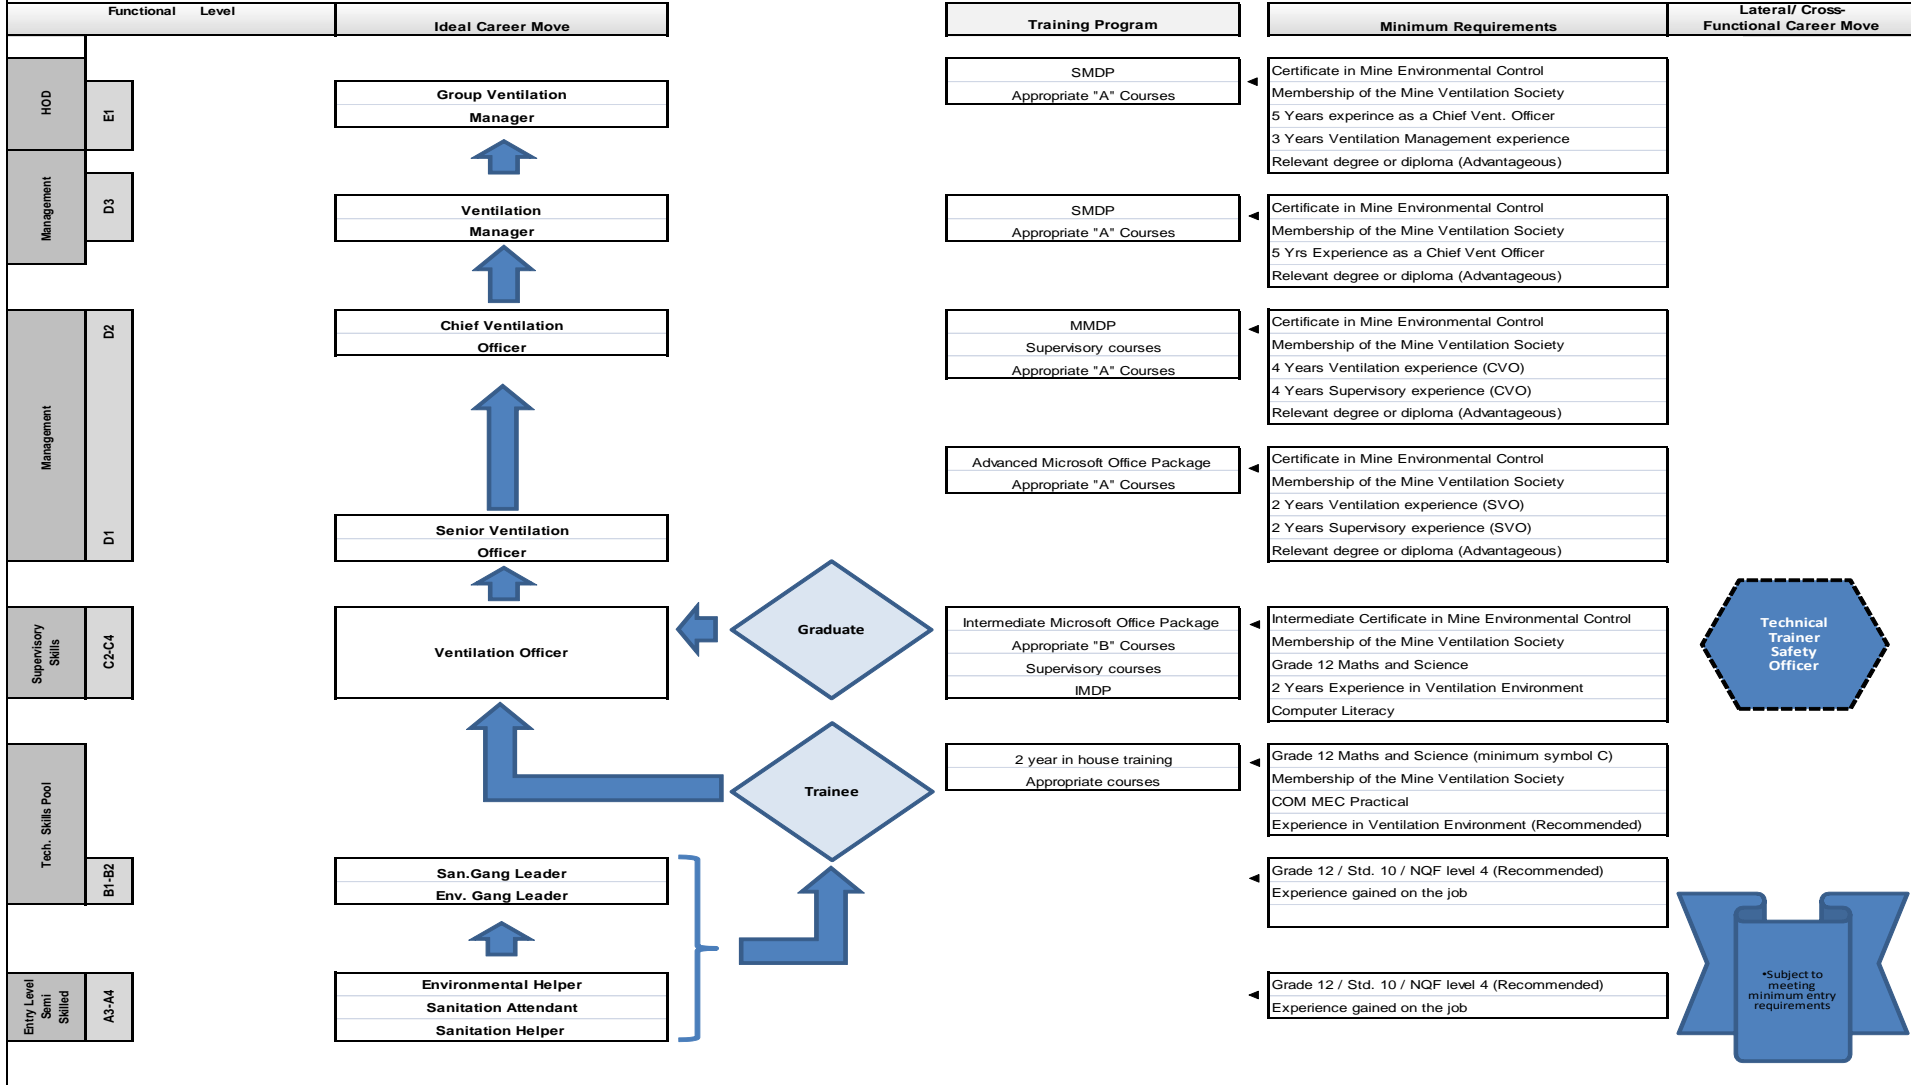 Functional Level
Ideal Career Move
Training Program
Minimum Requirements
Lateral/ Cross-
Functional Career Move
HOD
E1
Group Ventilation
Manager
SMDP
Appropriate "A" Courses
Certificate in Mine Environmental Control
Membership of the Mine Ventilation Society
5 Years experince as a Chief Vent. Officer
3 Years Ventilation Management experience
Relevant degree or diploma (Advantageous)
Management
D3
Ventilation
Manager
SMDP
Appropriate "A" Courses
Certificate in Mine Environmental Control
Membership of the Mine Ventilation Society
5 Yrs Experience as a Chief Vent Officer
Relevant degree or diploma (Advantageous)
Management
D2
Chief Ventilation
Officer
MMDP
Supervisory courses
Appropriate "A" Courses
Certificate in Mine Environmental Control
Membership of the Mine Ventilation Society
4 Years Ventilation experience (CVO)
4 Years Supervisory experience (CVO)
Relevant degree or diploma (Advantageous)
D1
Senior Ventilation
Officer
Advanced Microsoft Office Package
Appropriate "A" Courses
Certificate in Mine Environmental Control
Membership of the Mine Ventilation Society
2 Years Ventilation experience (SVO)
2 Years Supervisory experience (SVO)
Relevant degree or diploma (Advantageous)
Supervisory
Skills
C2-C4
Ventilation Officer
Graduate
Intermediate Microsoft Office Package
Appropriate "B" Courses
Supervisory courses
IMDP
Intermediate Certificate in Mine Environmental Control
Membership of the Mine Ventilation Society
Grade 12 Maths and Science
2 Years Experience in Ventilation Environment
Computer Literacy
Technical
Trainer
Safety
Officer
Tech. Skills Pool
Trainee
2 year in house training
Appropriate courses
Grade 12 Maths and Science (minimum symbol C)
Membership of the Mine Ventilation Society
COM MEC Practical
Experience in Ventilation Environment (Recommended)
B1-B2
San.Gang Leader
Env. Gang Leader
Grade 12 / Std. 10 / NQF level 4 (Recommended)
Experience gained on the job
Entry Level
Semi
Skilled
A3-A4
Environmental Helper
Sanitation Attendant
Sanitation Helper
Grade 12 / Std. 10 / NQF level 4 (Recommended)
Experience gained on the job
•Subject to
meeting
minimum entry
requirements